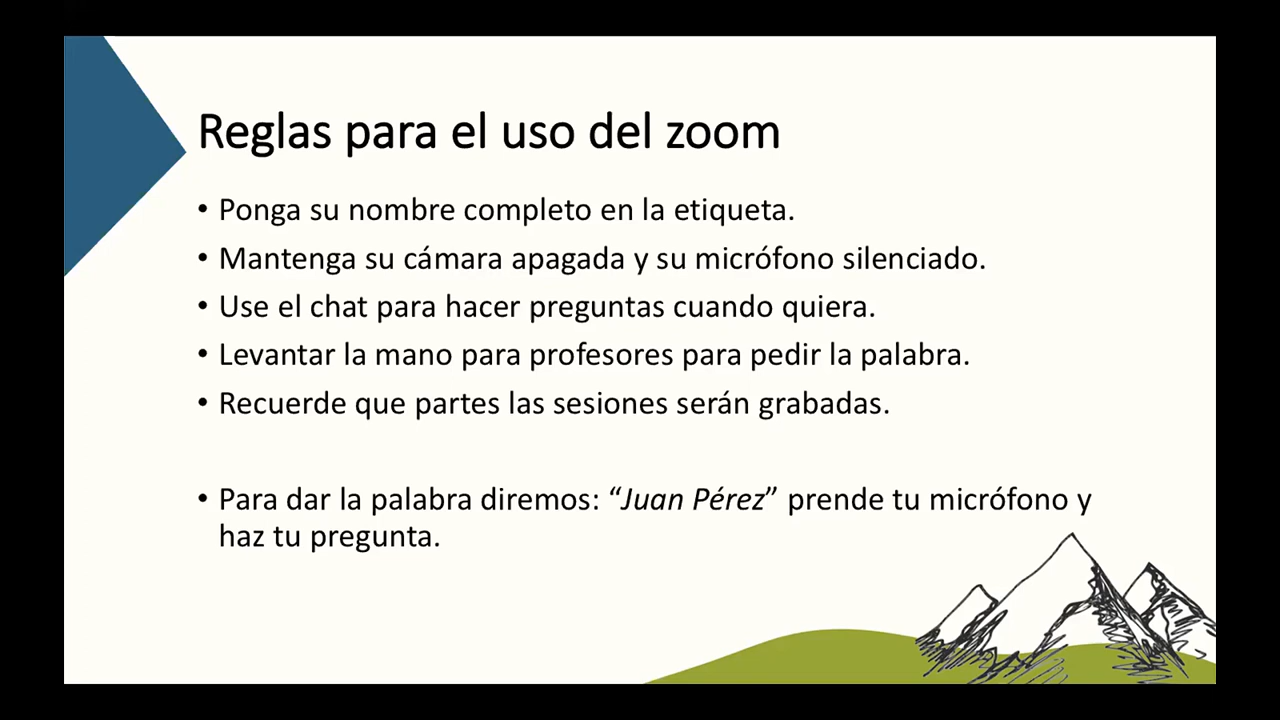 Reglas para el uso del zoom
• Ponga su nombre completo en la etiqueta.
• Mantenga su cámara apagada y su micrófono silenciado.
• Use el chat para hacer preguntas cuando quiera.
• Levantar la mano para profesores para pedir la palabra.
• Recuerde que partes las sesiones serán grabadas.
• Para dar la palabra diremos: “Juan Pérez” prende tu micrófono y
haz tu pregunta.